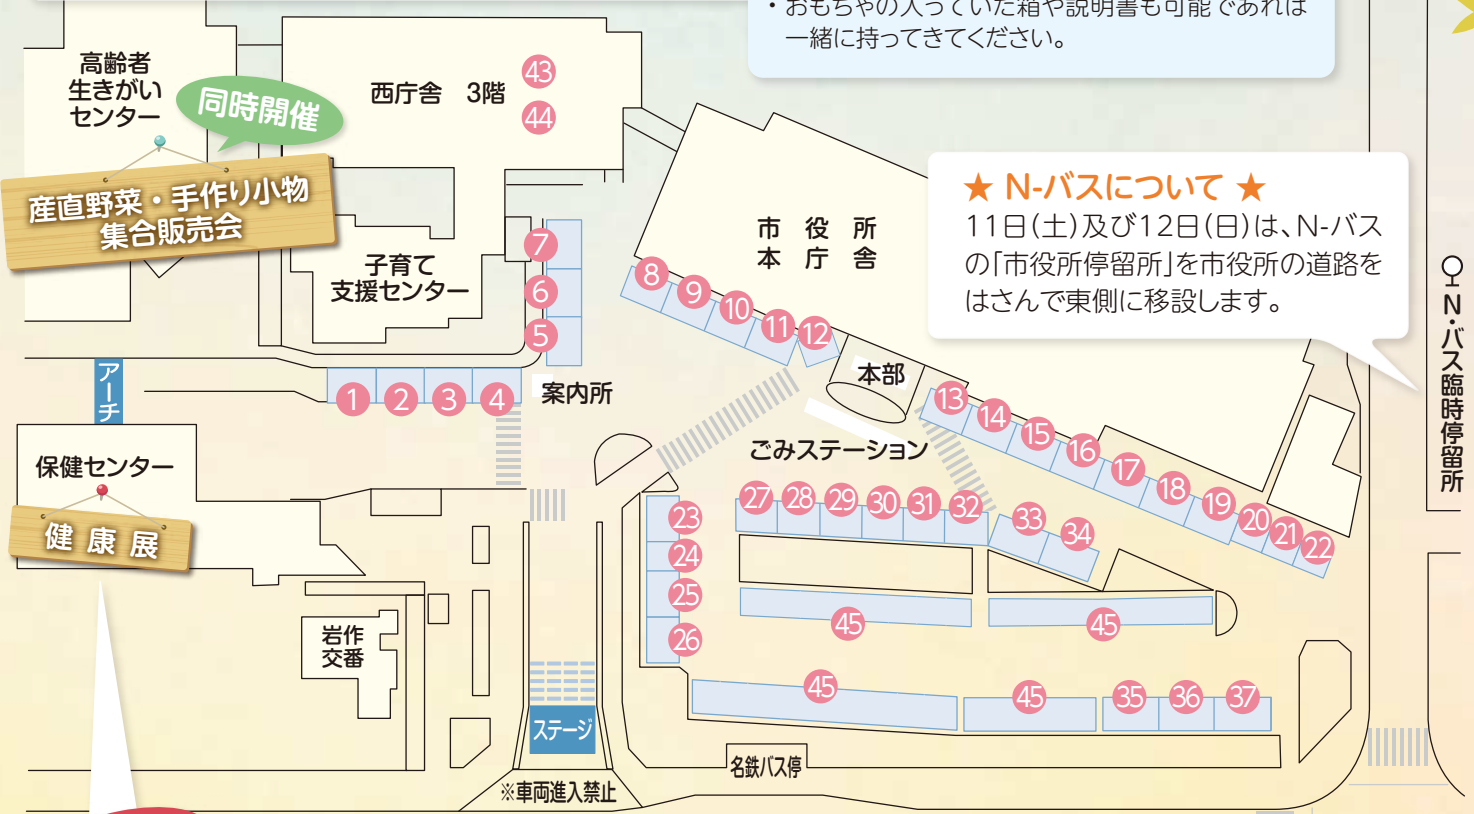 ・おもちゃの入っていた箱や説明書も可能であれば
一緒に持ってきてください。
高齢者
生きがい
センター
同時開催
産直野菜・手作り小物
集合販売会
西庁舎 3階
43
44
子育て
支援センター
7
6
5
市役所
本庁舎
★ N-バスについて ★
11日(土)及び12日(日)は、N-バス
の「市役所停留所」を市役所の道路を
はさんで東側に移設します。
N-バス臨時停留所
8
9
10
11
12
本部
アーチ
1
2
3
4
案内所
ごみステーション
13
14
15
16
17
18
19
20
21
22
保健センター
健康展
23
24
25
26
27
28
29
30
31
32
33
34
45
45
45
45
35
36
37
岩作
交番
ステージ
※車両進入禁止
名鉄バス停